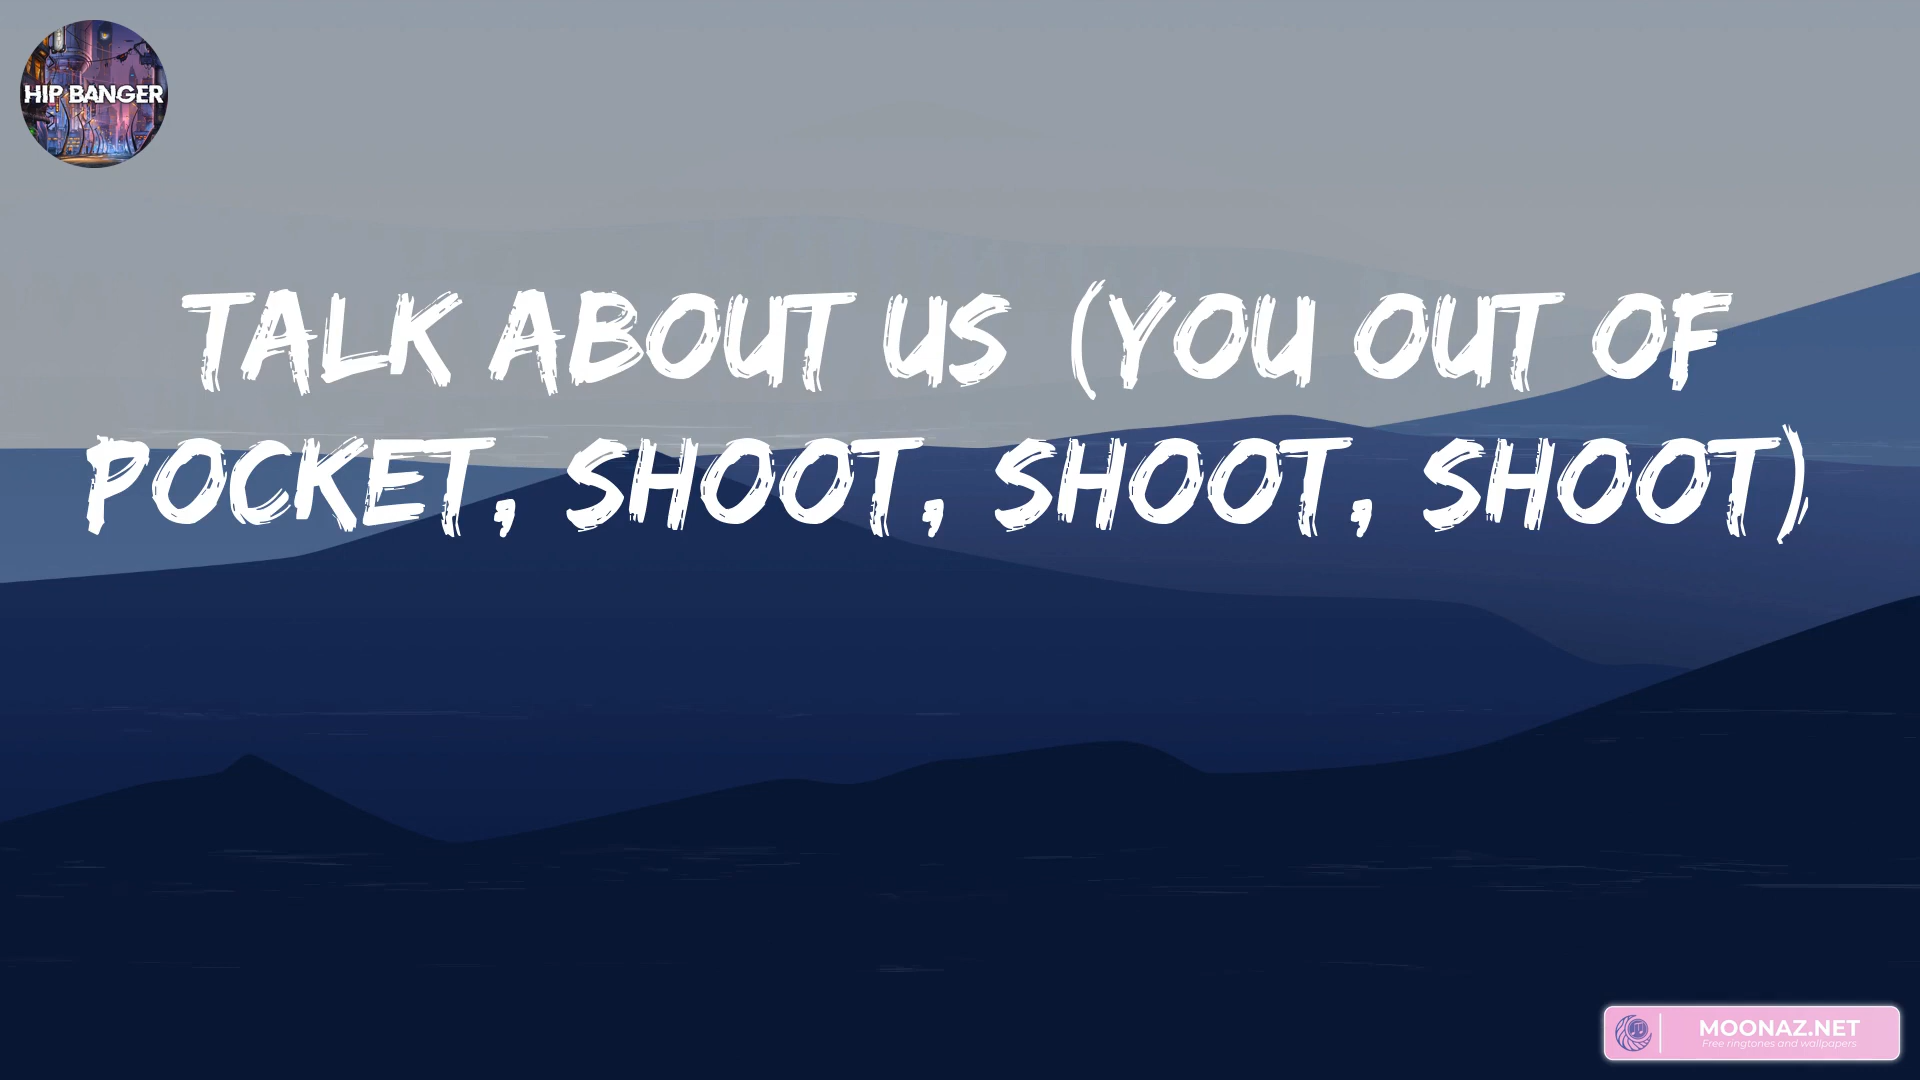 HIP BANGER
TALK ABOUT US (YOU OUT OF
POCKET, SHOOT, SHOOT, SHOOT)
MOONAZ.NET
Free ringtones and wallpapers